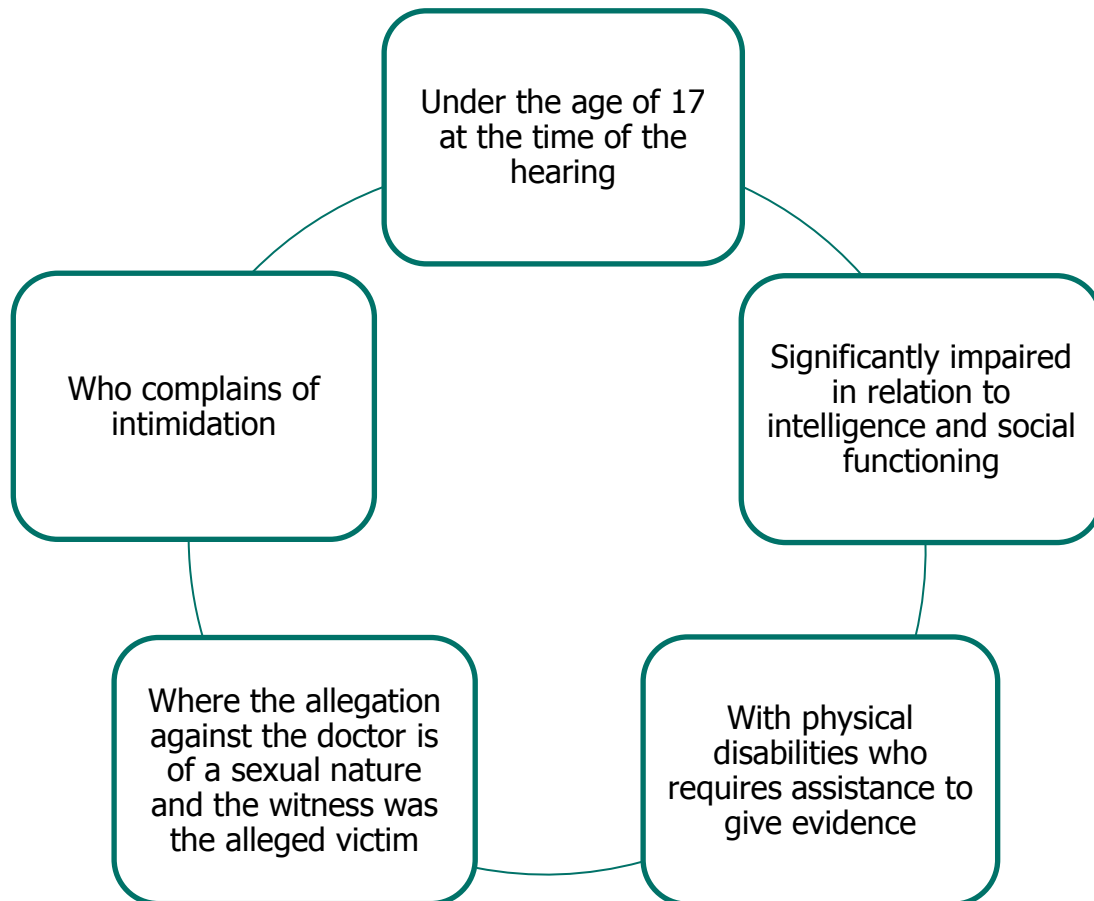 Under the age of 17
at the time of the
hearing
Significantly impaired
in relation to
intelligence and social
functioning
With physical
disabilities who
requires assistance to
give evidence
Where the allegation
against the doctor is
of a sexual nature
and the witness was
the alleged victim
Who complains of
intimidation